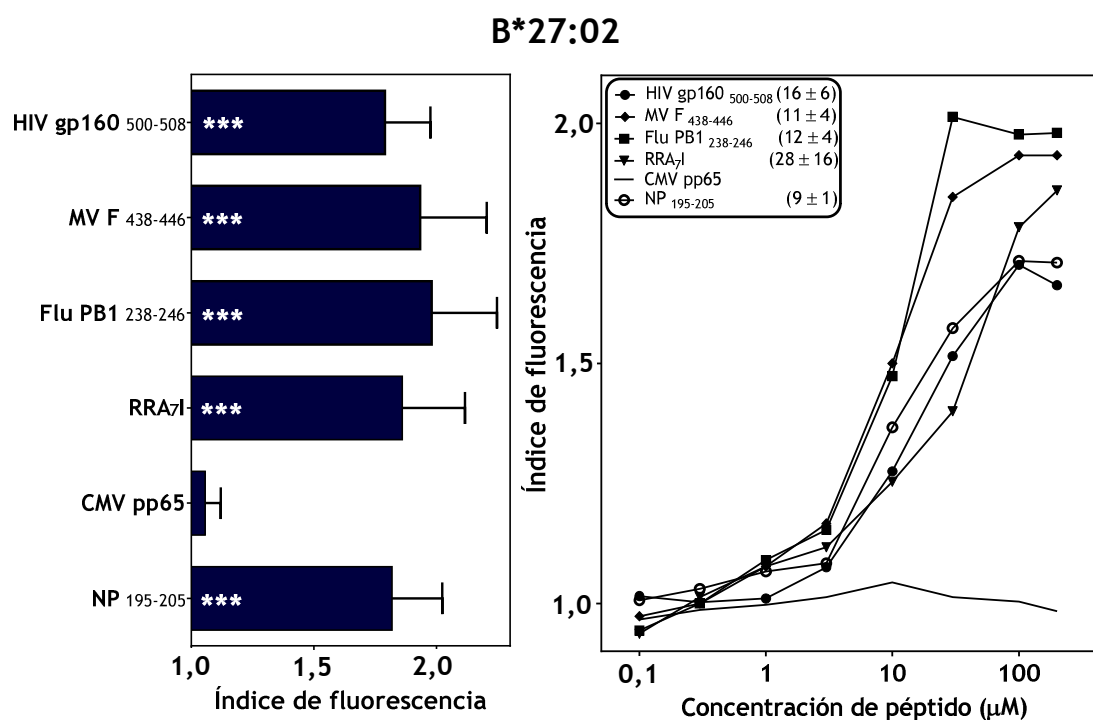 B*27:02
HIV gp160 500-508
MV F 438-446
Flu PB1 238-246
RRA7I
CMV pp65
NP 195-205
***
***
***
***
***
1,0 1,5 2,0
Índice de fluorescencia
HIV gp160 500-508 (16 ± 6)
MV F 438-446 (11 ± 4)
Flu PB1 238-246 (12 ± 4)
RRA7I (28 ± 16)
CMV pp65
NP 195-205 (9 ± 1)
Índice de fluorescencia
2,0
1,5
1,0
0,1 1 10 100
Concentración de péptido (μM)